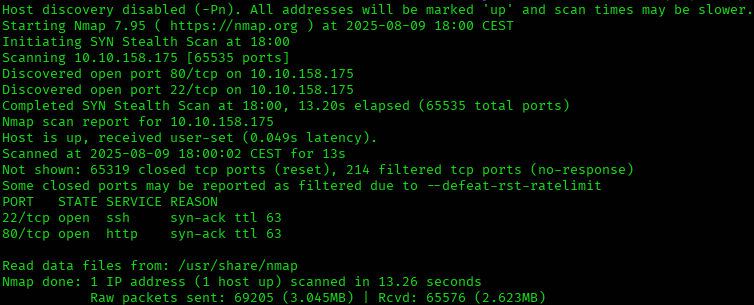 Host discovery disabled (-Pn). All addresses will be marked 'up' and scan times may be slower.
Starting Nmap 7.95 ( https://nmap.org ) at 2025-08-09 18:00 CEST
Initiating SYN Stealth Scan at 18:00
Scanning 10.10.158.175 [65535 ports]
Discovered open port 80/tcp on 10.10.158.175
Discovered open port 22/tcp on 10.10.158.175
Completed SYN Stealth Scan at 18:00, 13.20s elapsed (65535 total ports)
Nmap scan report for 10.10.158.175
Host is up, received user-set (0.049s latency).
Scanned at 2025-08-09 18:00:02 CEST for 13s
Not shown: 65319 closed tcp ports (reset), 214 filtered tcp ports (no-response)
Some closed ports may be reported as filtered due to --defeat-rst-ratelimit
PORT   STATE SERVICE REASON
22/tcp open  ssh     syn-ack ttl 63
80/tcp open  http    syn-ack ttl 63
Read data files from: /usr/share/nmap
Nmap done: 1 IP address (1 host up) scanned in 13.26 seconds
           Raw packets sent: 69205 (3.045MB) | Rcvd: 65576 (2.623MB)